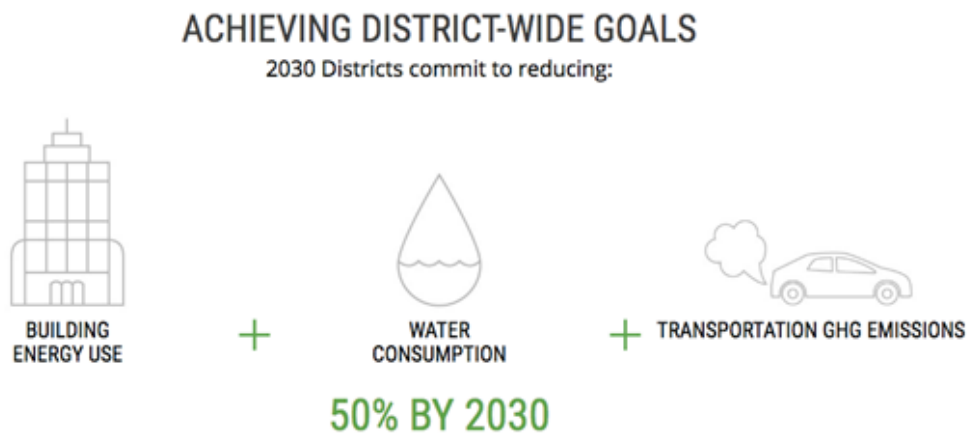 ACHIEVING DISTRICT-WIDE GOALS
2030 Districts commit to reducing:
BUILDING
ENERGY USE
+
WATER
CONSUMPTION
+
TRANSPORTATION GHG EMISSIONS
50% BY 2030